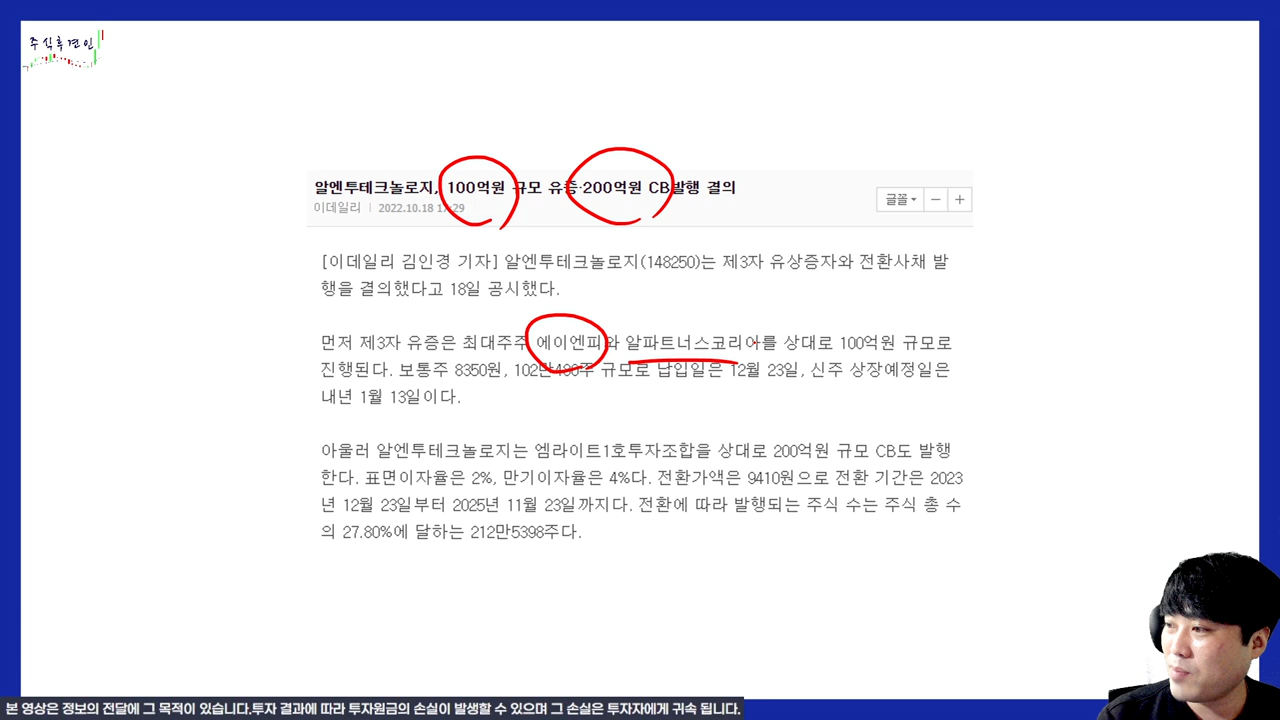 주식후견인
알엔투테크놀로지, 100억원 규모 유증·200억원 CB발행 결의
이데일리 | 2022.10.18 17:29
글꼴 － ＋
[이데일리 김인경 기자] 알엔투테크놀로지(148250)는 제3자 유상증자와 전환사채 발
행을 결의했다고 18일 공시했다.
먼저 제3자 유증은 최대주주 에이엔피와 알파트너스코리아를 상대로 100억원 규모로
진행된다. 보통주 8350원, 102만486주 규모로 납입일은 12월 23일, 신주 상장예정일은
내년 1월 13일이다.
아울러 알엔투테크놀로지는 엠라이트1호투자조합을 상대로 200억원 규모 CB도 발행
한다. 표면이자율은 2%, 만기이자율은 4%다. 전환가액은 9410원으로 전환 기간은 2023
년 12월 23일부터 2025년 11월 23일까지다. 전환에 따라 발행되는 주식 수는 주식 총 수
의 27.80%에 달하는 212만5398주다.
본 영상은 정보의 전달에 그 목적이 있습니다.투자 결과에 따라 투자원금의 손실이 발생할 수 있으며 그 손실은 투자자에게 귀속 됩니다.